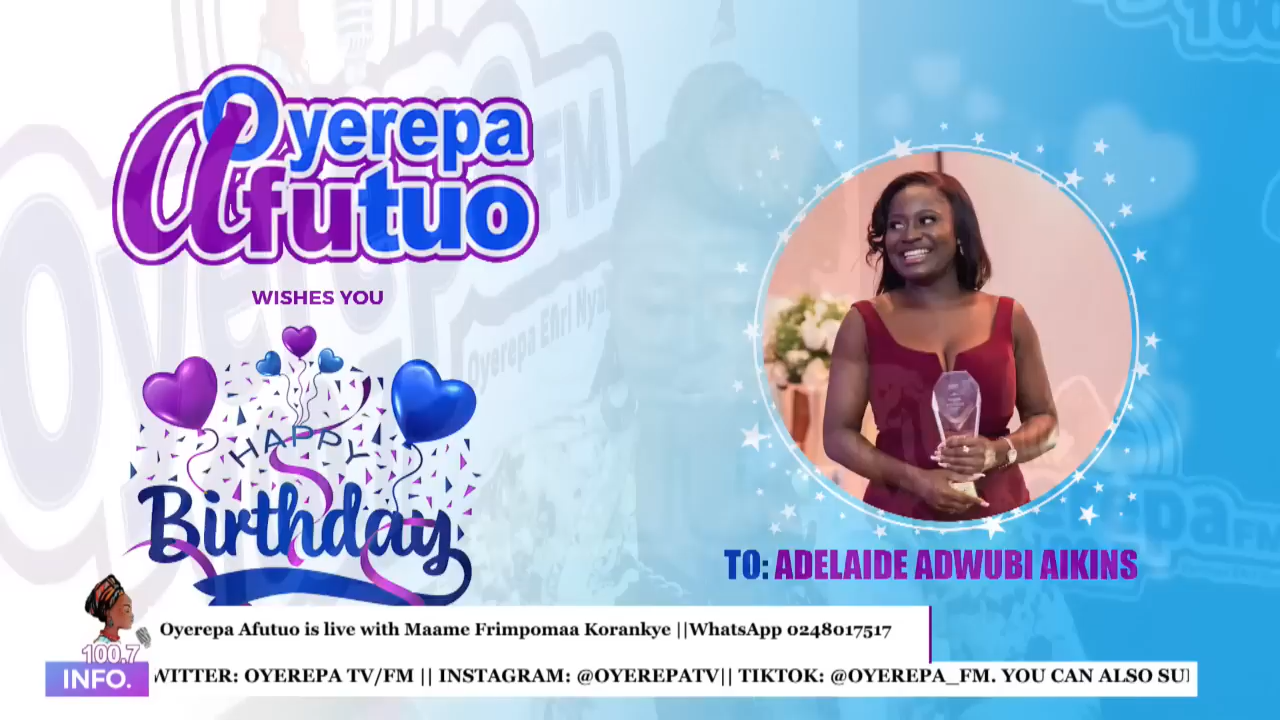 Oyerepa
Afutuo
WISHES YOU
HAPPY
Birthday
TO: ADELAIDE ADWUBI AIKINS
Oyerepa Afutuo is live with Maame Frimpomaa Korankye ||WhatsApp 0248017517
100.7
INFO.
WITTER: OYEREPA TV/FM || INSTAGRAM: @OYEREPATV|| TIKTOK: @OYEREPA_FM. YOU CAN ALSO SU